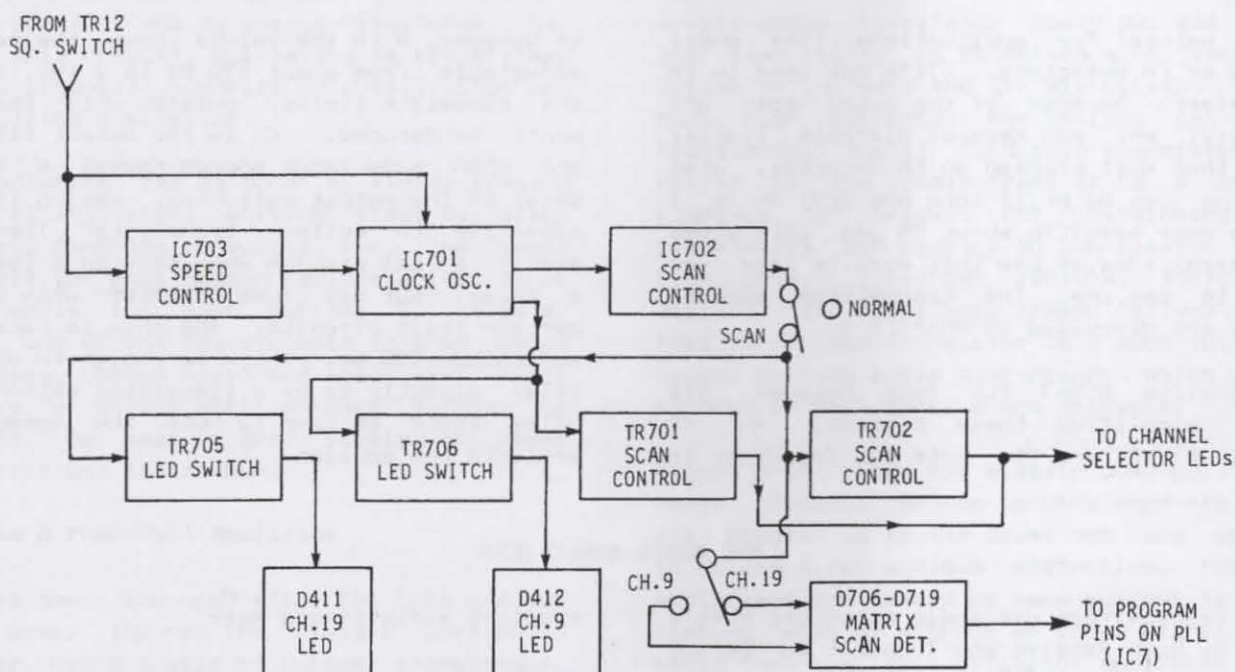 FROM TR12
SQ. SWITCH
IC703
SPEED
CONTROL
IC701
CLOCK OSC.
IC702
SCAN
CONTROL
NORMAL
SCAN
TR705
LED SWITCH
TR706
LED SWITCH
TR701
SCAN
CONTROL
TR702
SCAN
CONTROL
TO CHANNEL
SELECTOR LEDs
D411
CH.19
LED
D412
CH.9
LED
CH.9
CH.19
D706-D719
MATRIX
SCAN DET.
TO PROGRAM
PINS ON PLL
(IC7)